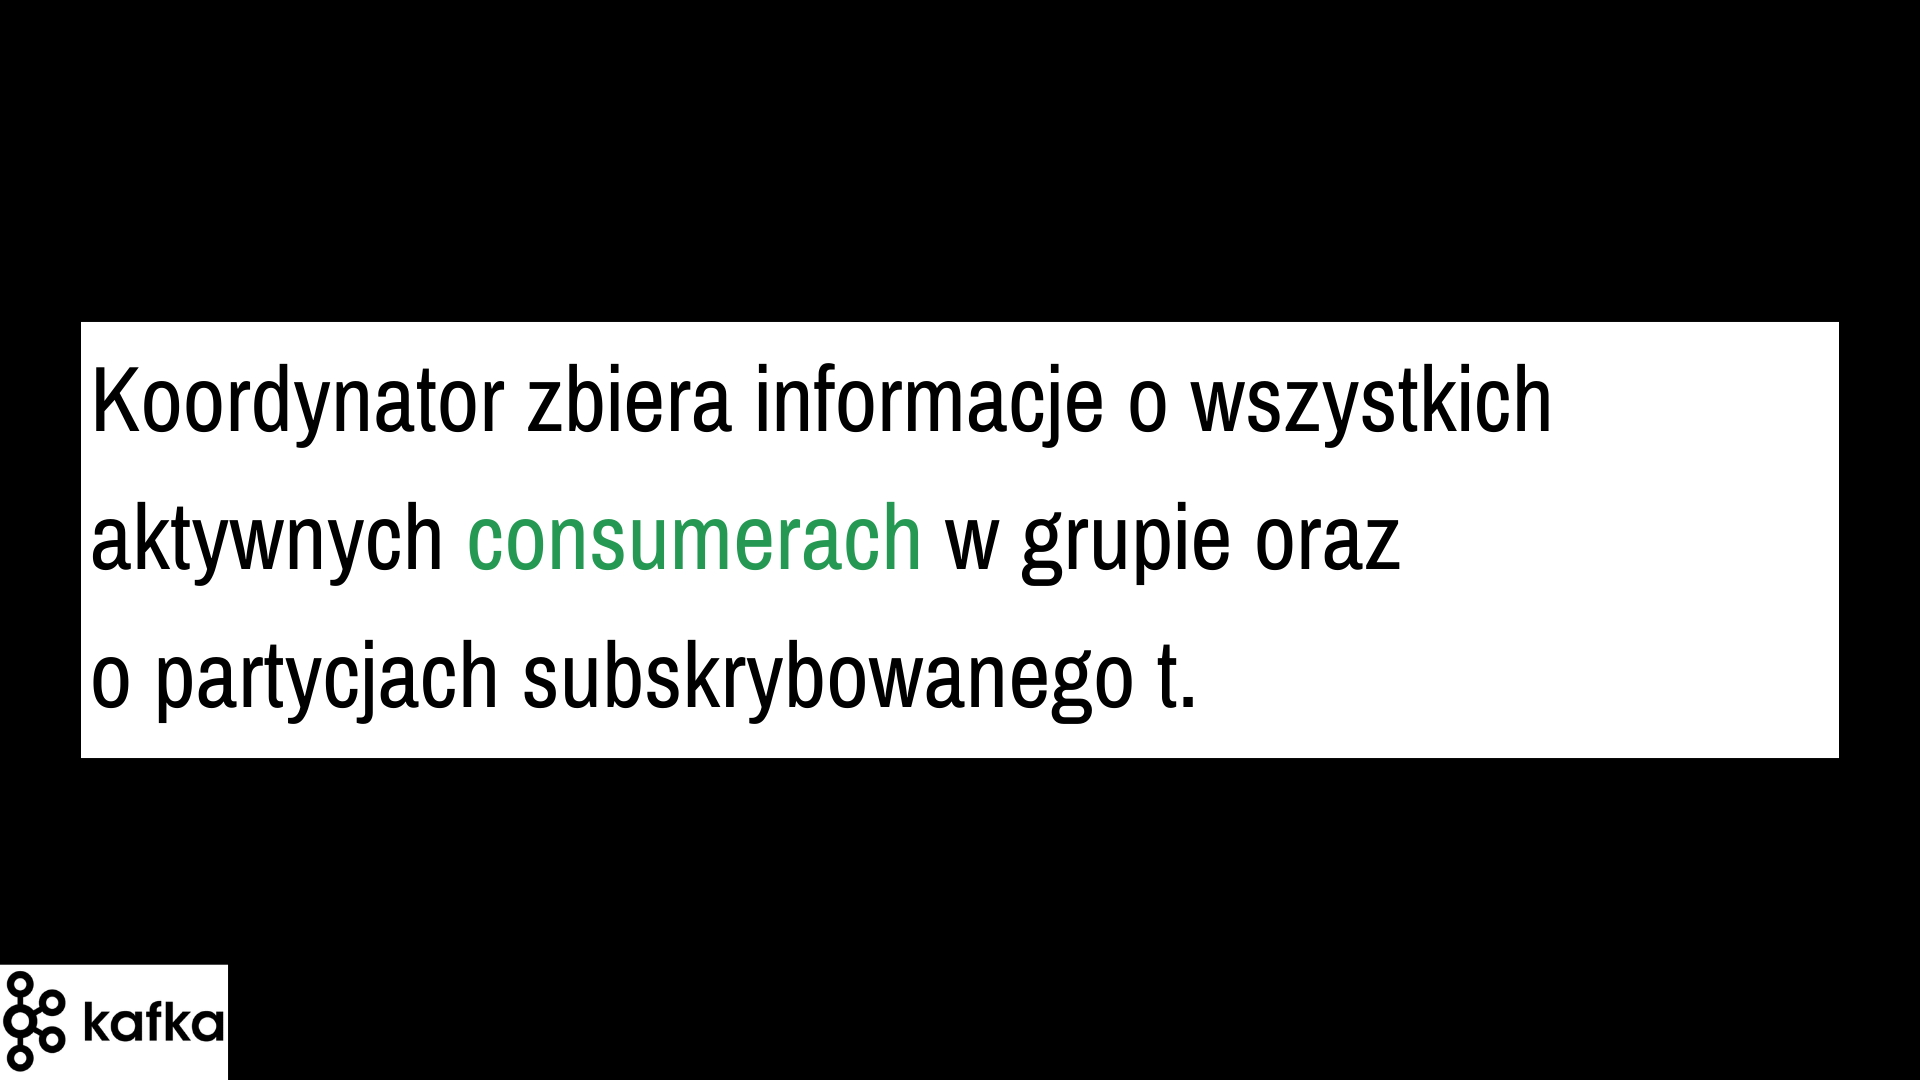 Koordynator zbiera informacje o wszystkich
aktywnych consumerach w grupie oraz
o partycjach subskrybowanego t.
kafka